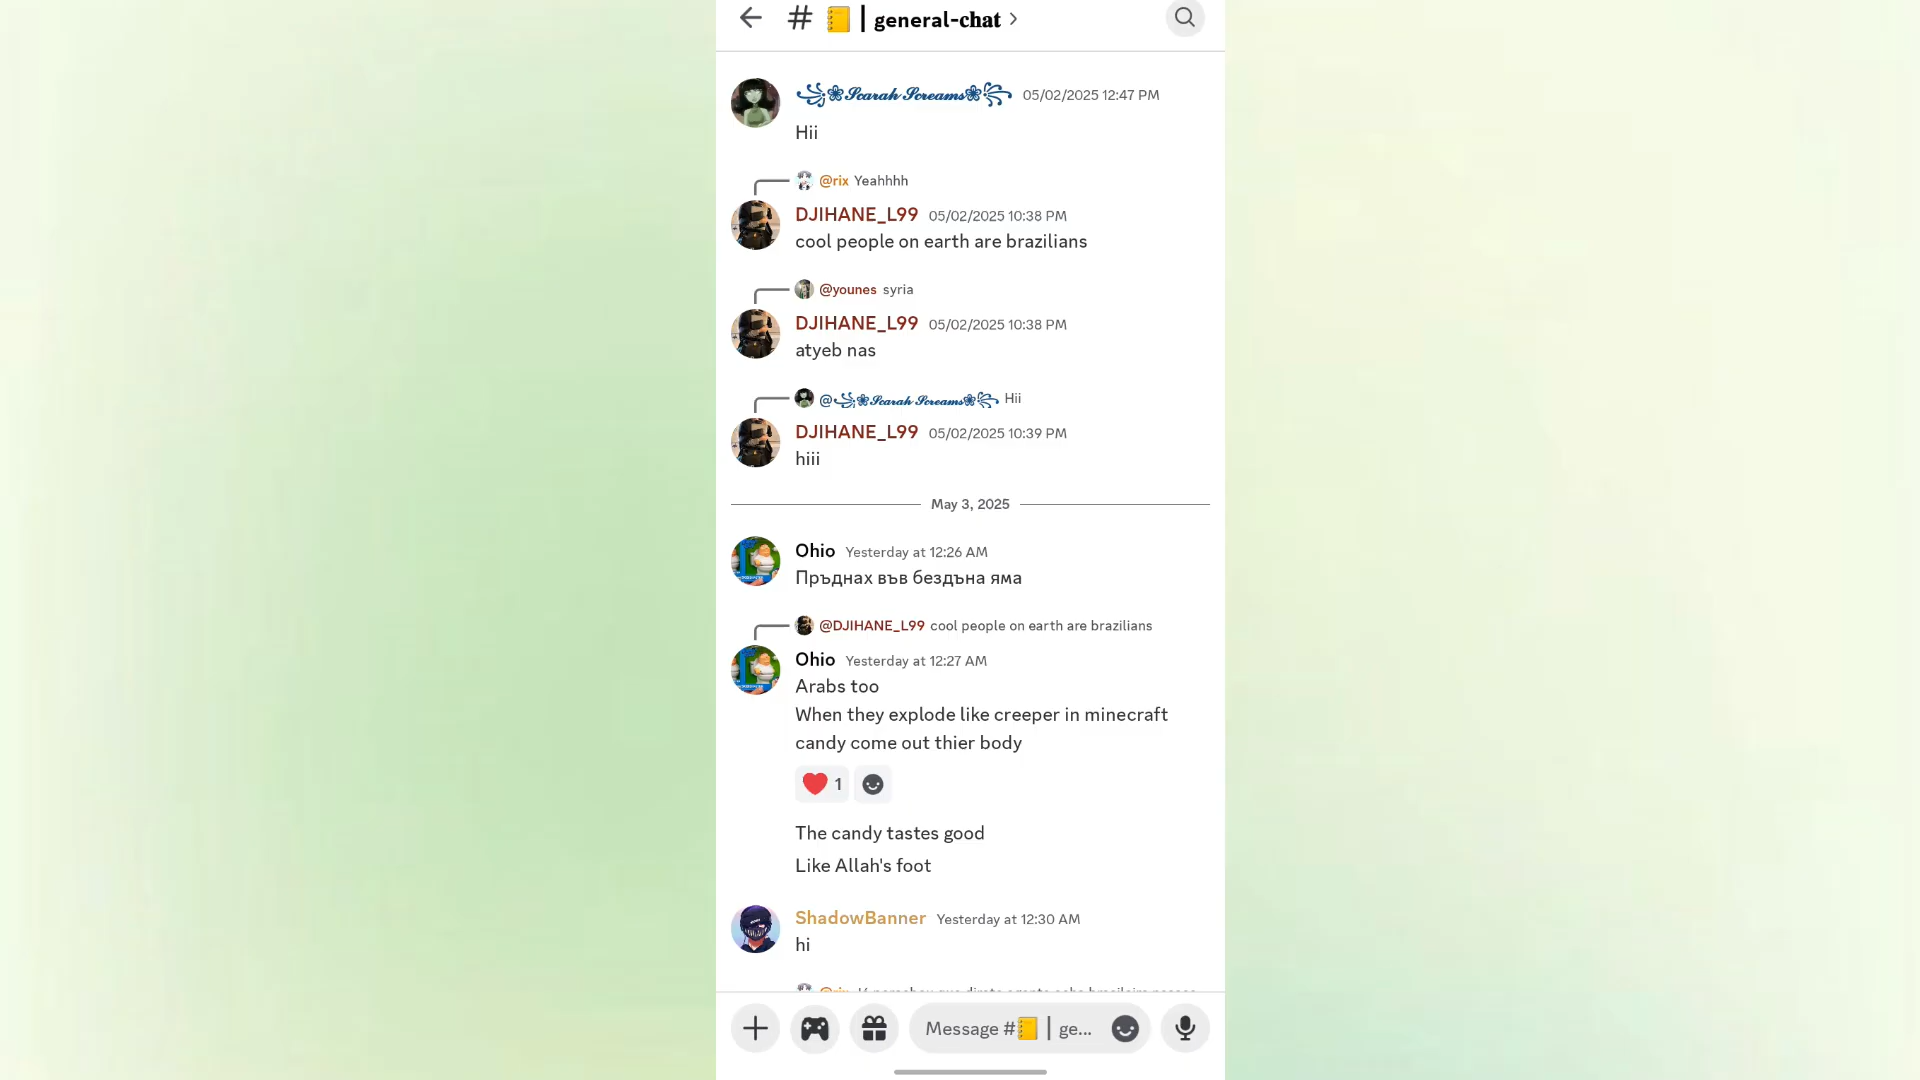 # 📒┃general-𝐜𝐡𝐚𝐭
꧁❀𝓢𝓬𝓪𝓻𝓪𝓱 𝓢𝓬𝓻𝓮𝓪𝓶𝓼❀꧂ 05/02/2025 12:47 PM
Hii
@rix Yeahhhh
DJIHANE_L99 05/02/2025 10:38 PM
cool people on earth are brazilians
@younes syria
DJIHANE_L99 05/02/2025 10:38 PM
atyeb nas
@꧁❀𝓢𝓬𝓪𝓻𝓪𝓱 𝓢𝓬𝓻𝓮𝓪𝓶𝓼❀꧂ Hii
DJIHANE_L99 05/02/2025 10:39 PM
hiii
May 3, 2025
Ohio Yesterday at 12:26 AM
Пръднах във бездъна яма
@DJIHANE_L99 cool people on earth are brazilians
Ohio Yesterday at 12:27 AM
Arabs too
When they explode like creeper in minecraft
candy come out thier body
❤️ 1
The candy tastes good
Like Allah's foot
ShadowBanner Yesterday at 12:30 AM
hi
@rix
Message #📒┃ge...